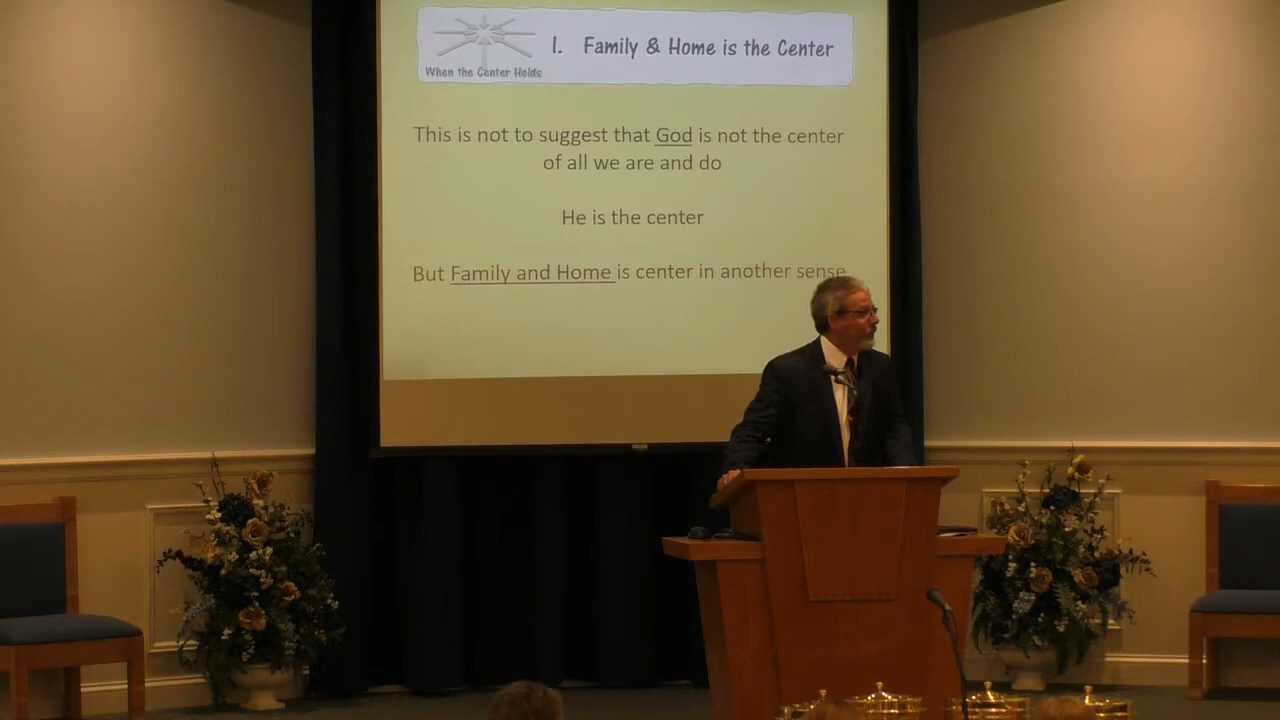 I. Family & Home is the Center
When the Center Holds
This is not to suggest that God is not the center
of all we are and do
He is the center
But Family and Home is center in another sense